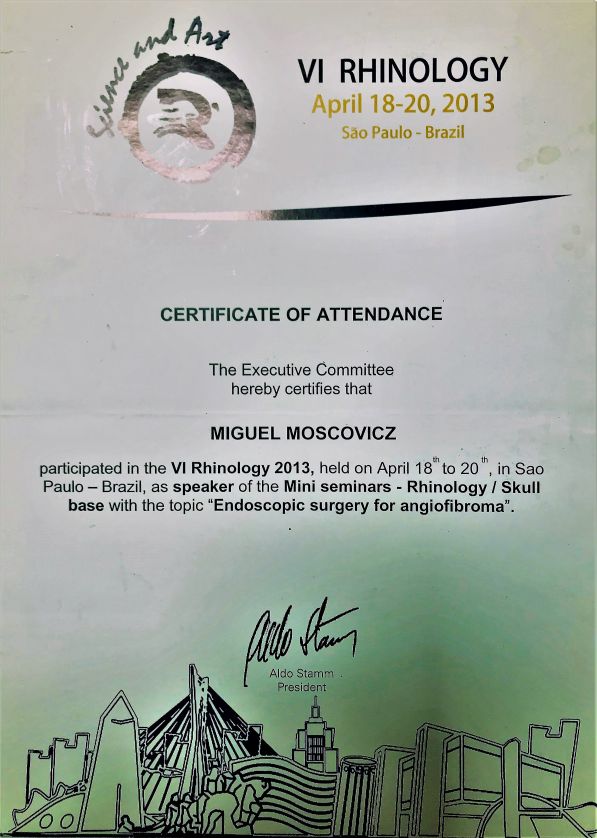 Science and Art
R
VI RHINOLOGY
April 18-20, 2013
São Paulo - Brazil
CERTIFICATE OF ATTENDANCE
The Executive Committee
hereby certifies that
MIGUEL MOSCOVICZ
participated in the VI Rhinology 2013, held on April 18th to 20th, in Sao
Paulo – Brazil, as speaker of the Mini seminars - Rhinology / Skull
base with the topic “Endoscopic surgery for angiofibroma”.
Aldo Stamm
Aldo Stamm
President